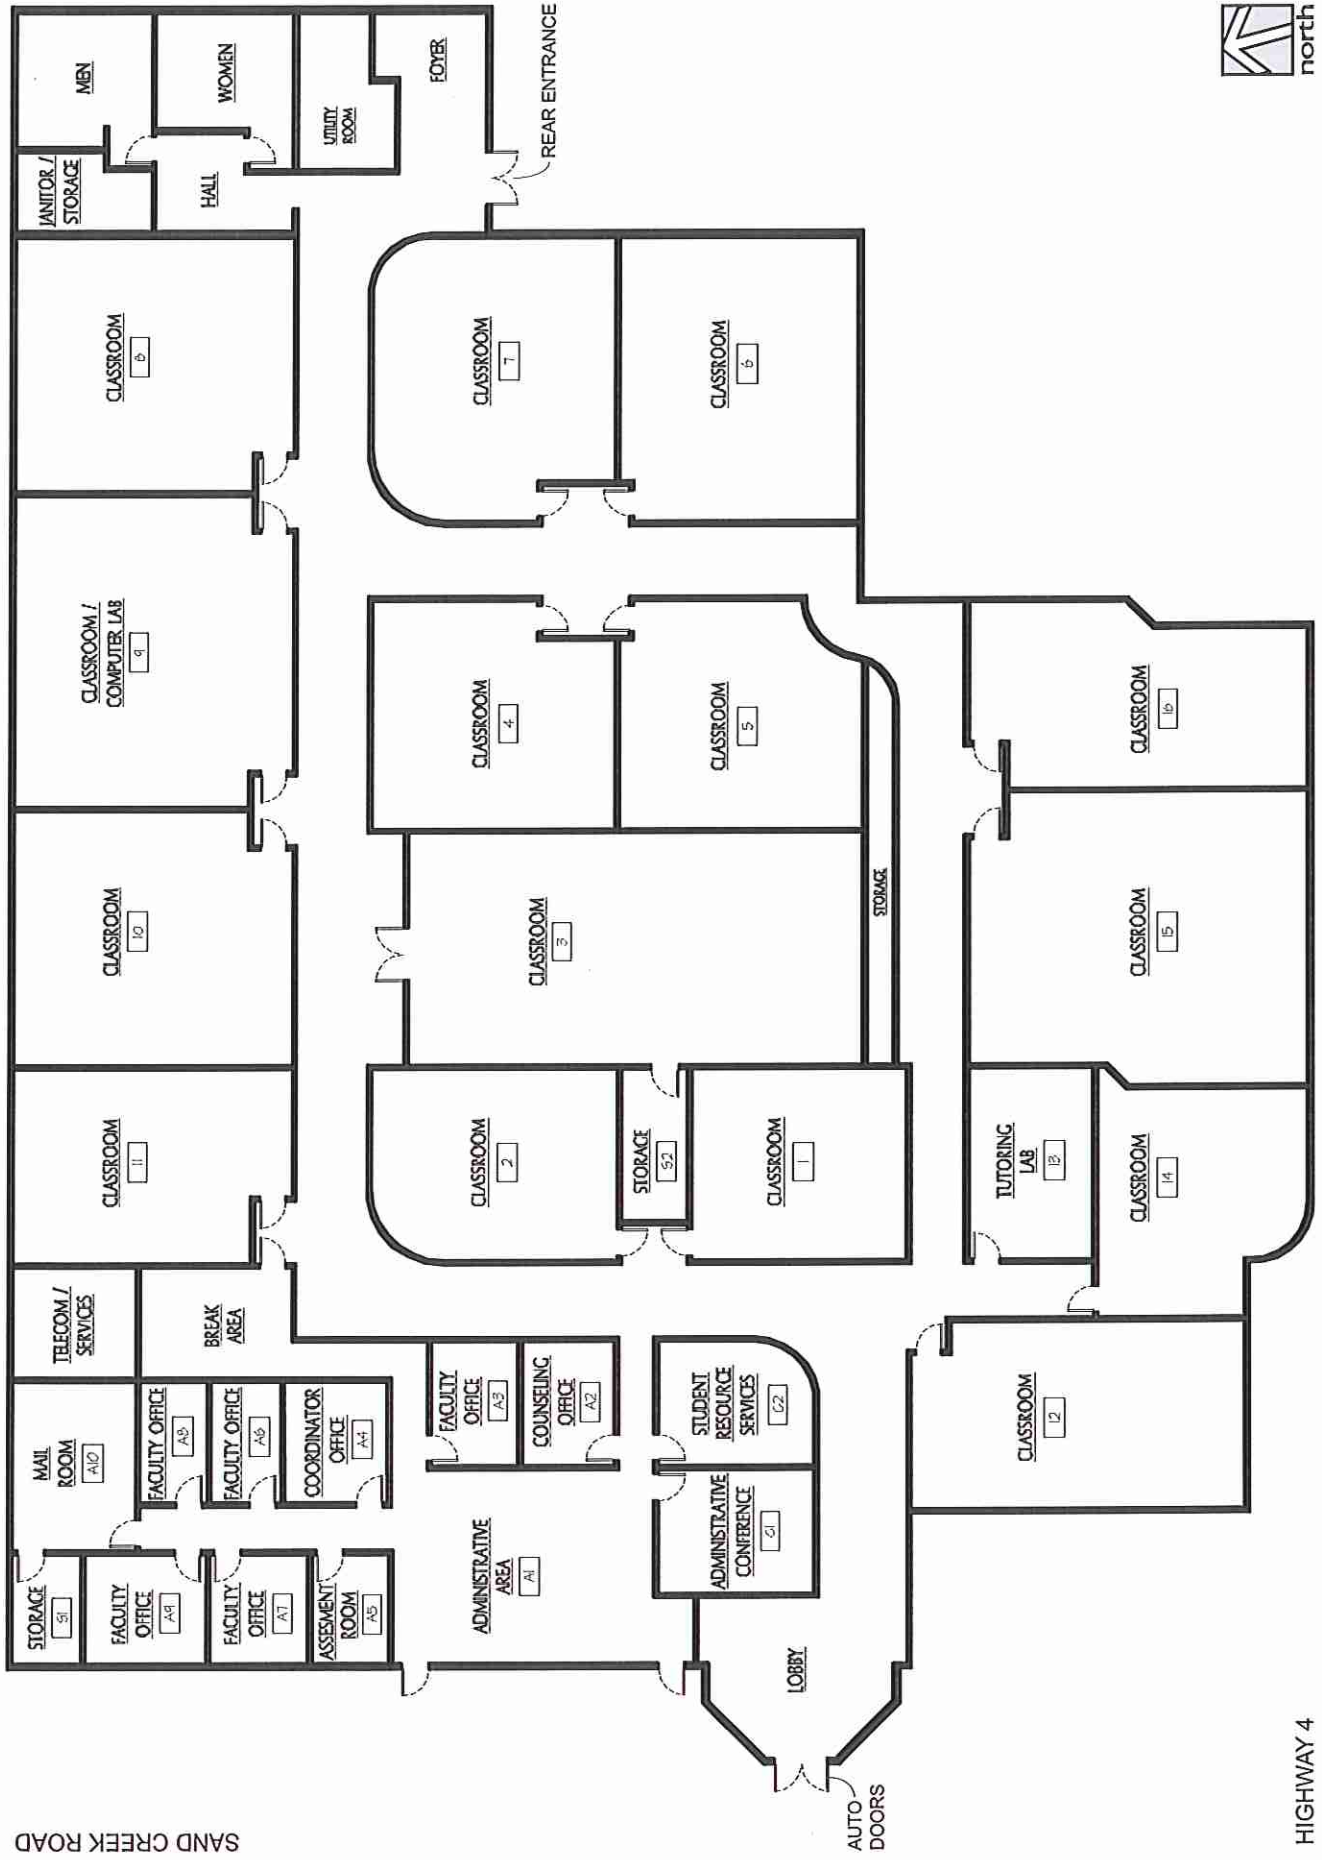 MEN
WOMEN
UTILITY
ROOM
FOYER
REAR ENTRANCE
north
JANITOR /
STORAGE
HALL
CLASSROOM
8
CLASSROOM
7
CLASSROOM
6
CLASSROOM /
COMPUTER LAB
9
CLASSROOM
4
CLASSROOM
5
CLASSROOM
16
CLASSROOM
10
CLASSROOM
3
STORAGE
CLASSROOM
15
CLASSROOM
11
CLASSROOM
2
STORAGE
S2
CLASSROOM
1
TUTORING
LAB
13
CLASSROOM
14
TELECOM /
SERVICES
BREAK
AREA
MAIL
ROOM
A10
FACULTY OFFICE
A8
FACULTY OFFICE
A6
COORDINATOR
OFFICE
A4
FACULTY
OFFICE
A3
COUNSELING
OFFICE
A2
STUDENT
RESOURCE
SERVICES
C2
CLASSROOM
12
STORAGE
S1
FACULTY
OFFICE
A9
FACULTY
OFFICE
A7
ASSESMENT
ROOM
A5
ADMINISTRATIVE
AREA
A1
ADMINISTRATIVE
CONFERENCE
C1
LOBBY
AUTO
DOORS
SAND CREEK ROAD
HIGHWAY 4